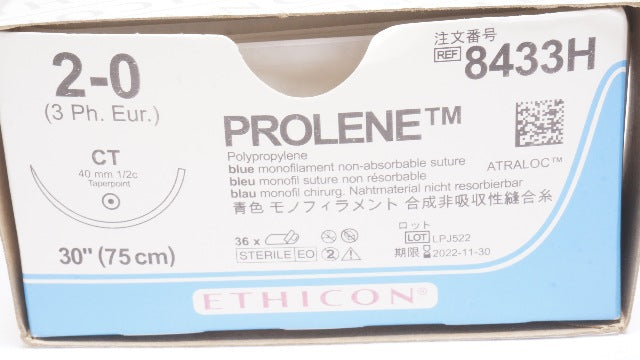 2-0
(3 Ph. Eur.)
CT
40 mm 1/2c
Taperpoint
30" (75 cm)
注文番号
REF 8433H
PROLENE™
Polypropylene
ATRALOC™
blue monofilament non-absorbable suture
bleu monofil suture non résorbable
blau monofil chirurg. Nahtmaterial nicht resorbierbar
青色 モノフィラメント 合成非吸収性縫合糸
36 x
STERILE EO
2
ロット
LOT LPJ522
期限 2022-11-30
ETHICON®